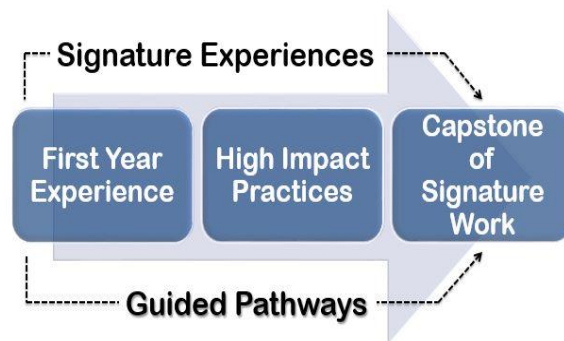 Signature Experiences
First Year
Experience
High Impact
Practices
Capstone
of
Signature
Work
Guided Pathways